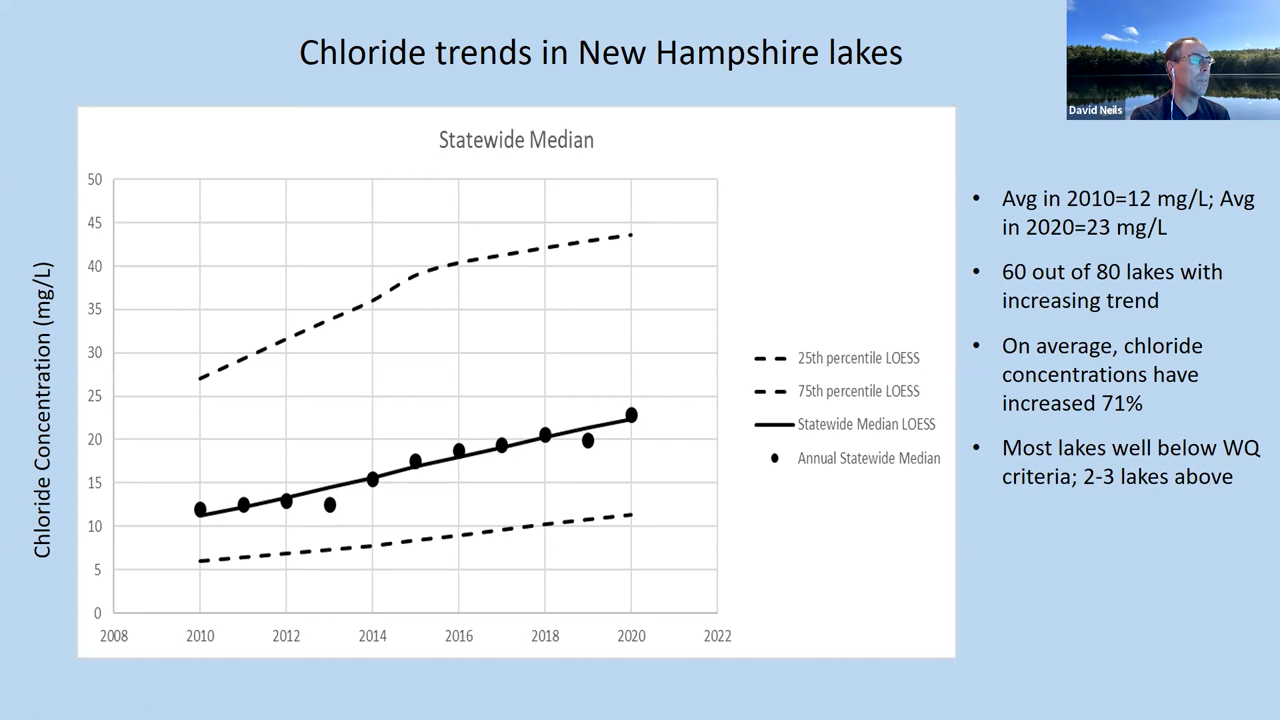 Chloride trends in New Hampshire lakes
David Neils
Statewide Median
50
45
40
35
30
25
20
15
10
5
0
Chloride Concentration (mg/L)
2008 2010 2012 2014 2016 2018 2020 2022
25th percentile LOESS
75th percentile LOESS
Statewide Median LOESS
Annual Statewide Median
• Avg in 2010=12 mg/L; Avg
in 2020=23 mg/L
• 60 out of 80 lakes with
increasing trend
• On average, chloride
concentrations have
increased 71%
• Most lakes well below WQ
criteria; 2-3 lakes above